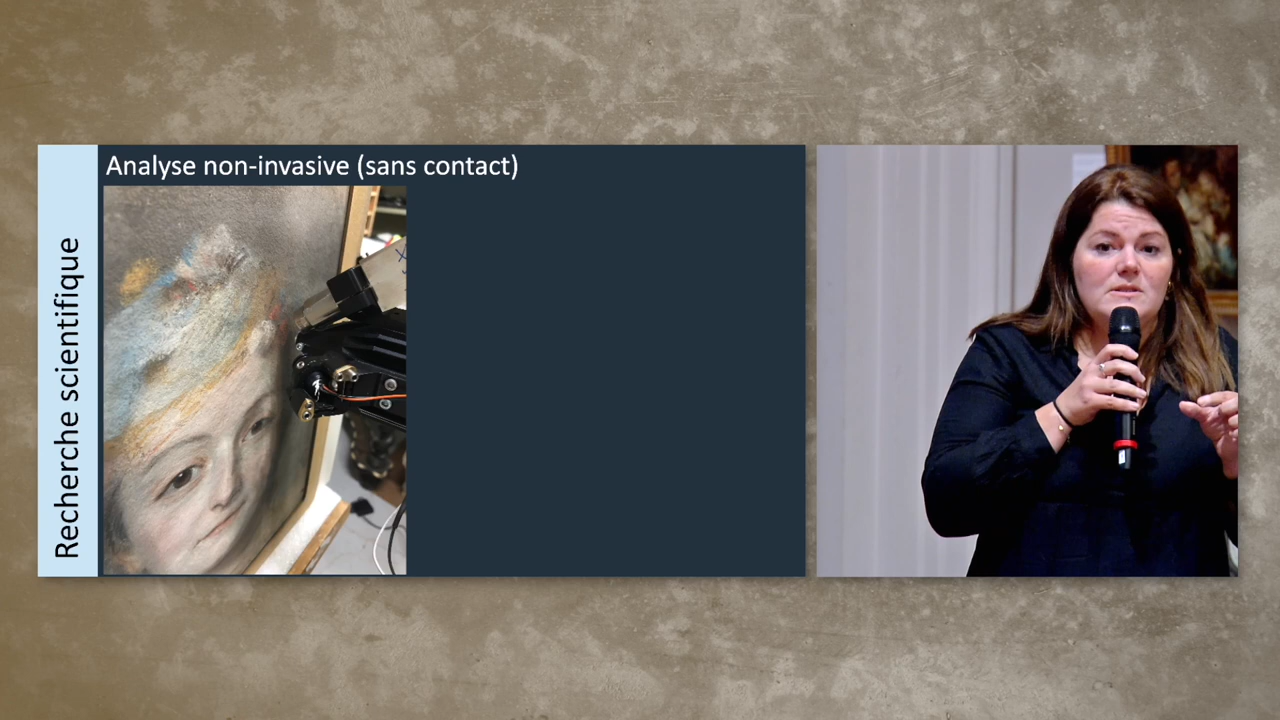 Analyse non-invasive (sans contact)
Recherche scientifique